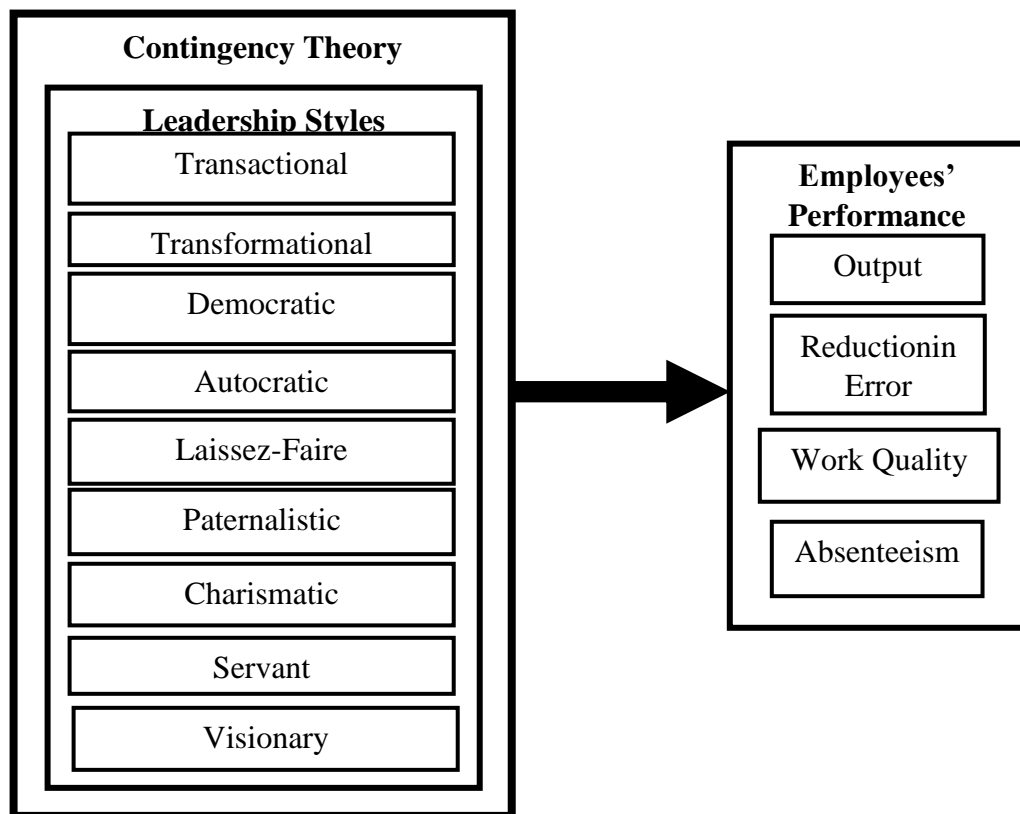 Contingency Theory
Leadership Styles
Transactional
Transformational
Democratic
Autocratic
Laissez-Faire
Paternalistic
Charismatic
Servant
Visionary
Employees’
Performance
Output
Reductionin
Error
Work Quality
Absenteeism